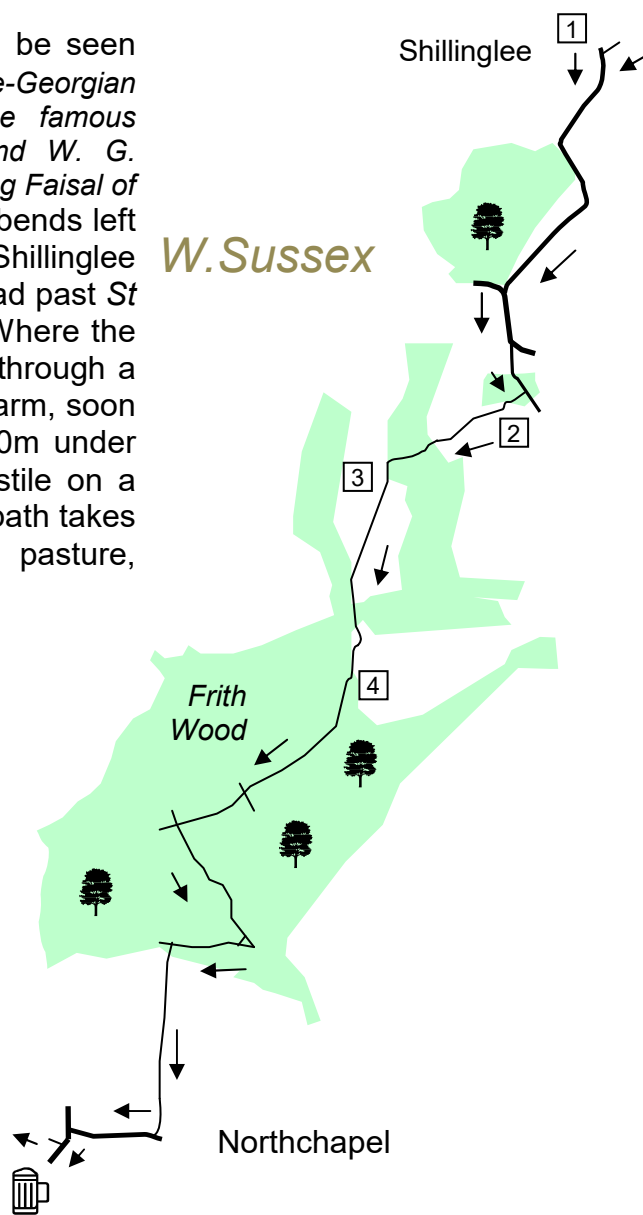 be seen
e-Georgian
e famous
nd W. G.
g Faisal of
bends left
Shillinglee
ad past St
Where the
through a
arm, soon
0m under
stile on a
path takes
pasture,
Shillinglee
1
W.Sussex
2
3
4
Frith
Wood
Northchapel